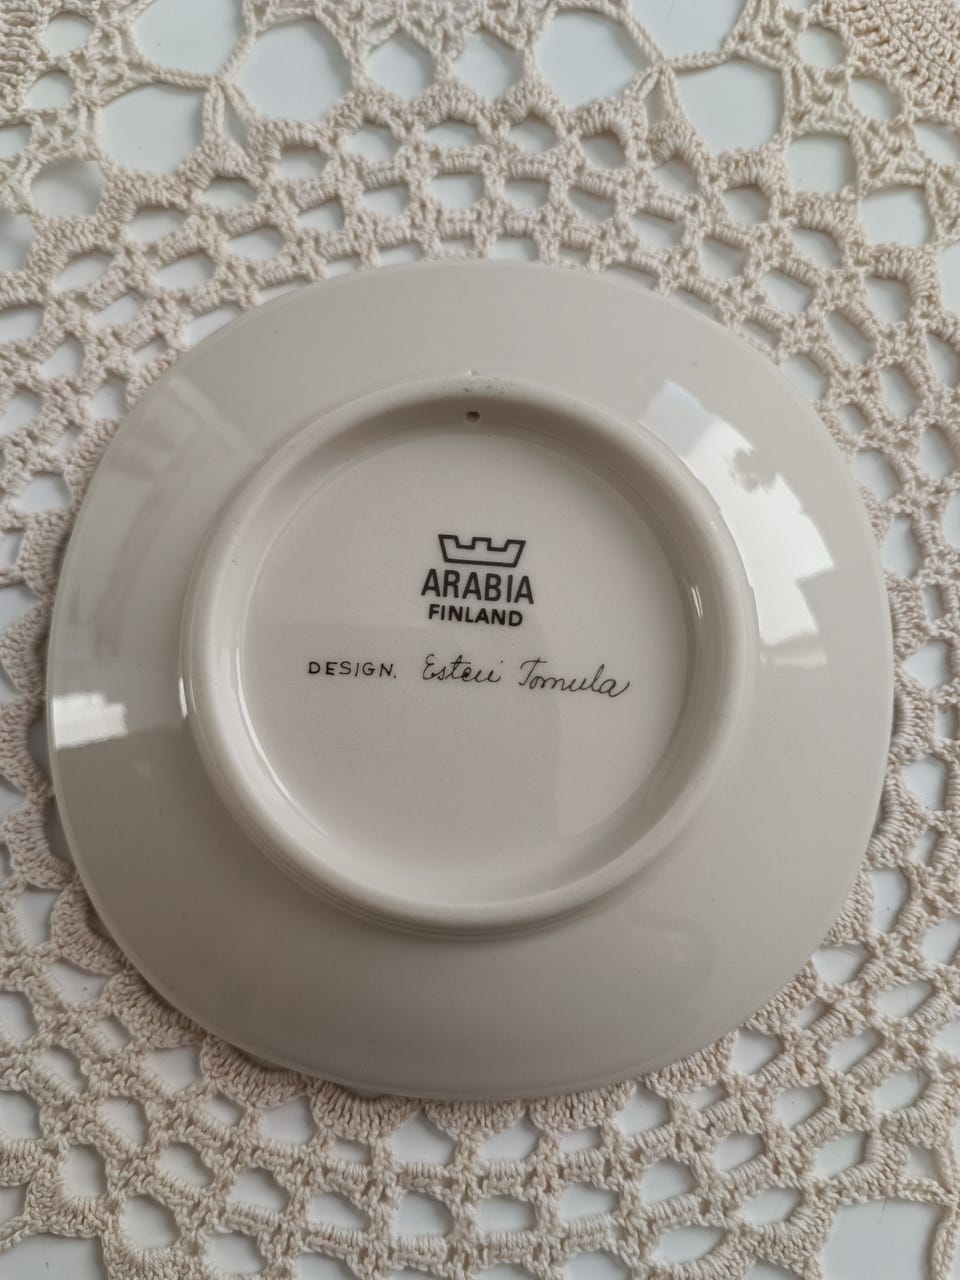 ARABIA
FINLAND
DESIGN. Esteri Tomula